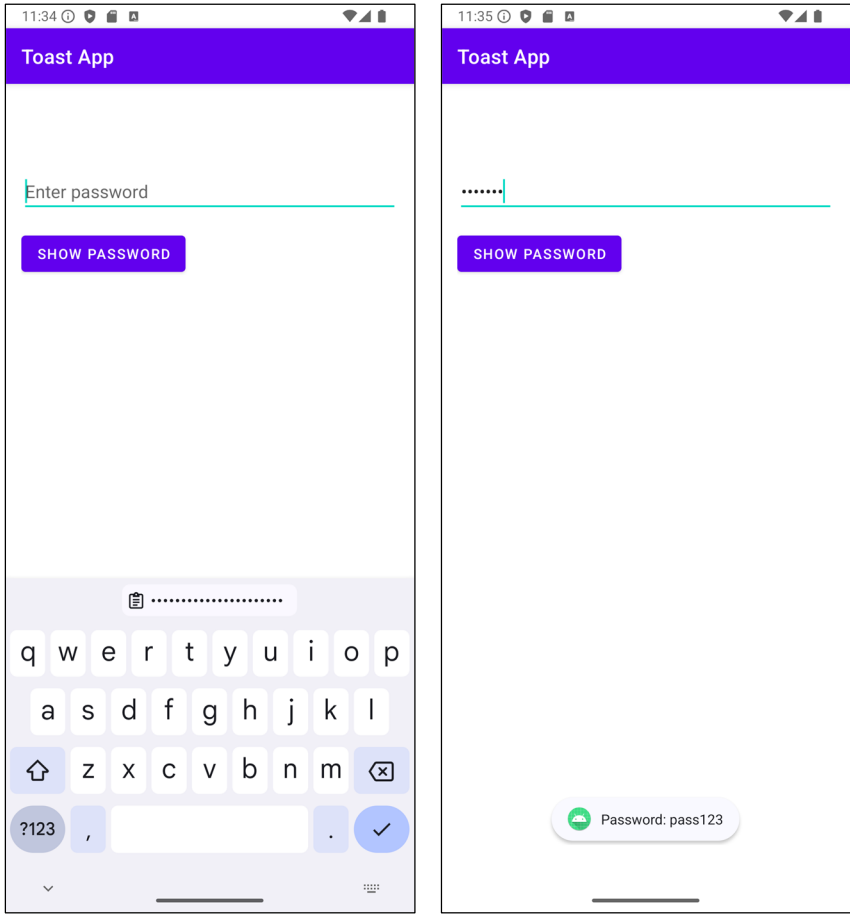 11:34
Toast App
Enter password
SHOW PASSWORD
••••••••••••••••••••••
q w e r t y u i o p
a s d f g h j k l
z x c v b n m
?123 , .
11:35
Toast App
•••••••
SHOW PASSWORD
Password: pass123